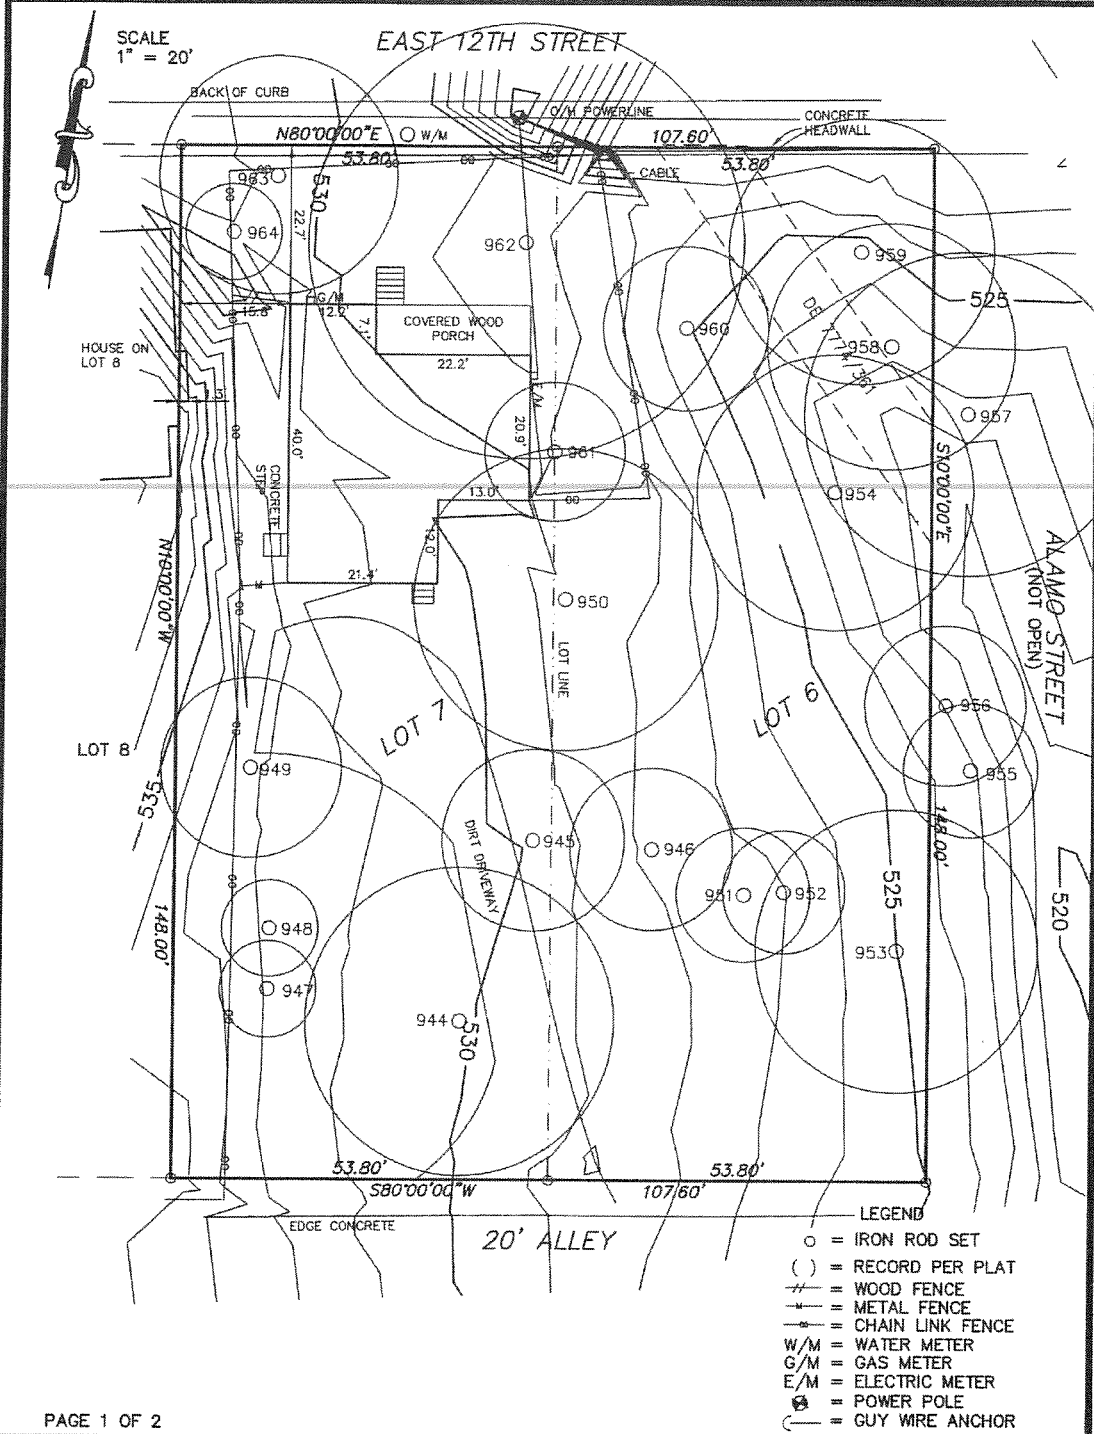 SCALE
1" = 20'
EAST 12TH STREET
BACK OF CURB
O/H POWERLINE
CONCRETE
HEADWALL
N80°00'00"E
W/M
107.60'
53.80'
53.80'
CABLE
963
530
964
22.7'
962
959
525
G/M
15.8'
12.2'
7.1'
COVERED WOOD
PORCH
960
958
HOUSE ON
LOT 8
22.2'
E/M
957
20.9'
40.0'
961
S10°00'00"E
CONCRETE
STEP
13.0'
954
ALAMO STREET
(NOT OPEN)
N10°00'00"W
12.0'
21.4'
950
LOT LINE
LOT 7
LOT 6
956
LOT 8
949
955
535
148.00'
DIRT DRIVEWAY
945
946
951
952
525
520
148.00'
948
953
947
944
530
53.80'
53.80'
S80°00'00"W
107.60'
EDGE CONCRETE
20' ALLEY
LEGEND
O = IRON ROD SET
( ) = RECORD PER PLAT
-//- = WOOD FENCE
-M- = METAL FENCE
= CHAIN LINK FENCE
W/M = WATER METER
G/M = GAS METER
E/M = ELECTRIC METER
= POWER POLE
= GUY WIRE ANCHOR
PAGE 1 OF 2